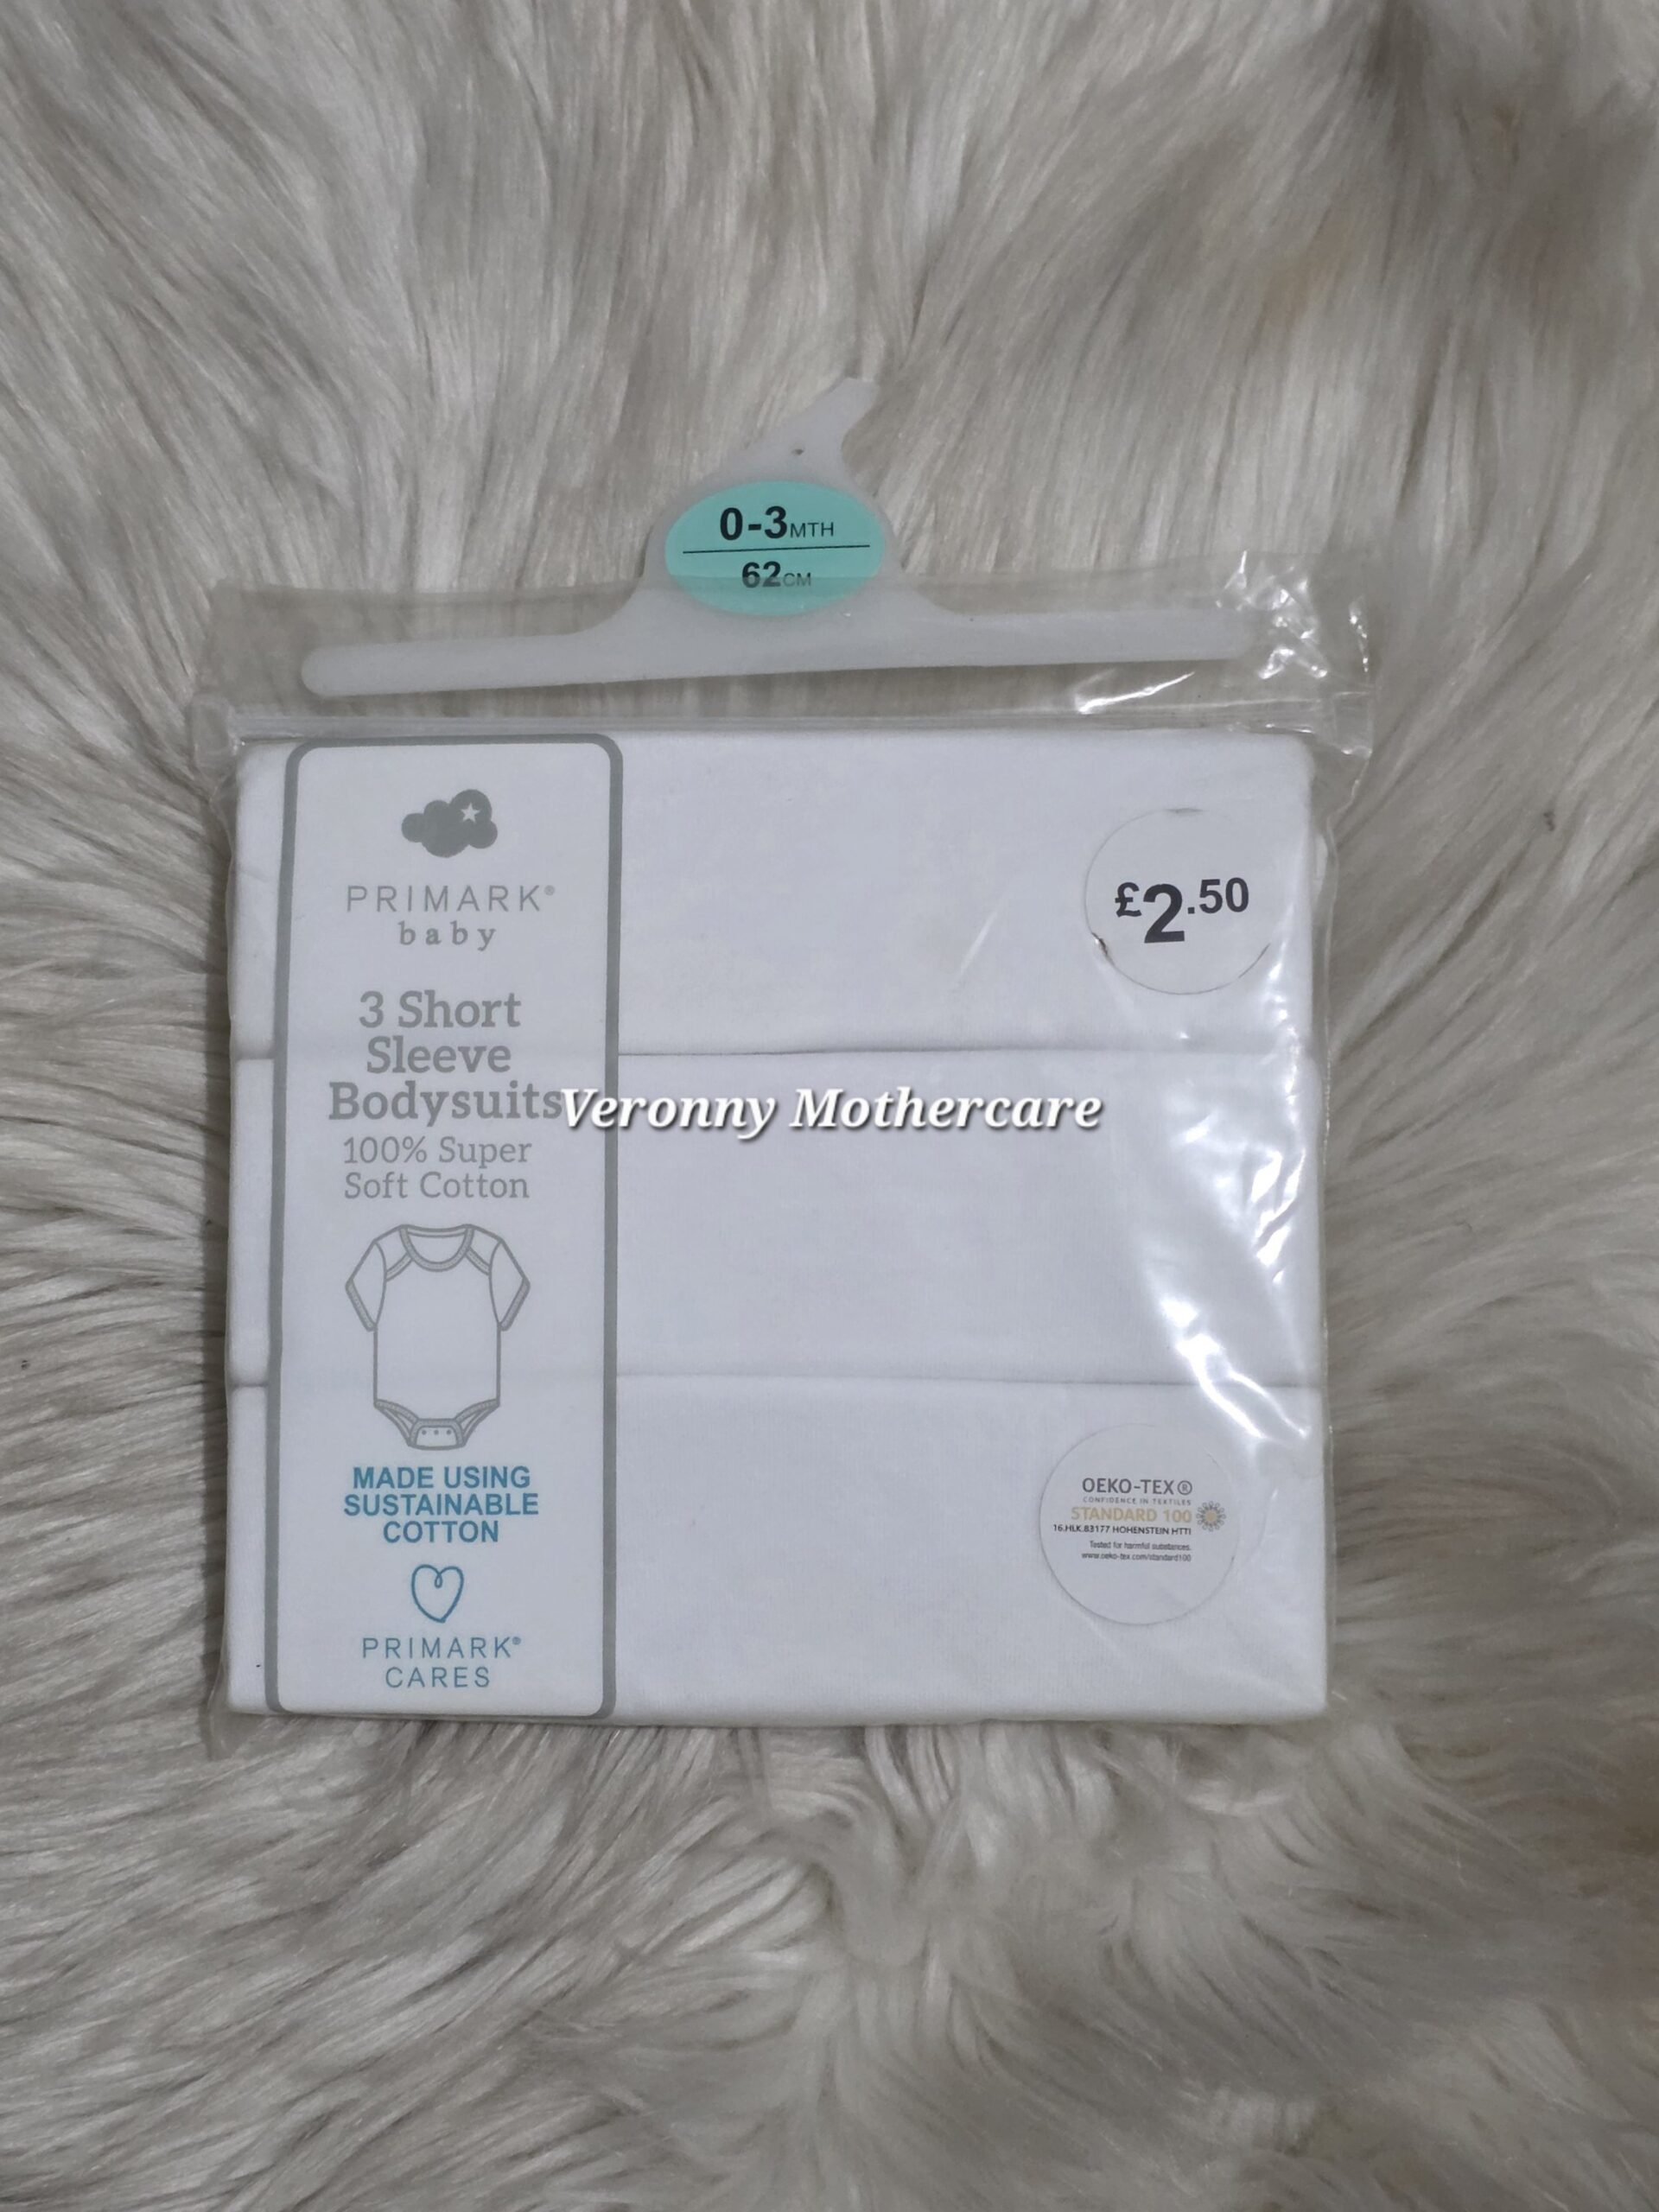 0-3MTH
62CM
PRIMARK®
baby
£2.50
3 Short
Sleeve
Bodysuits
Veronny Mothercare
100% Super
Soft Cotton
MADE USING
SUSTAINABLE
COTTON
OEKO-TEX®
CONFIDENCE IN TEXTILES
STANDARD 100
16.HLK.83177 HOHENSTEIN HTTI
Tested for harmful substances.
www.oeko-tex.com/standard100
PRIMARK®
CARES